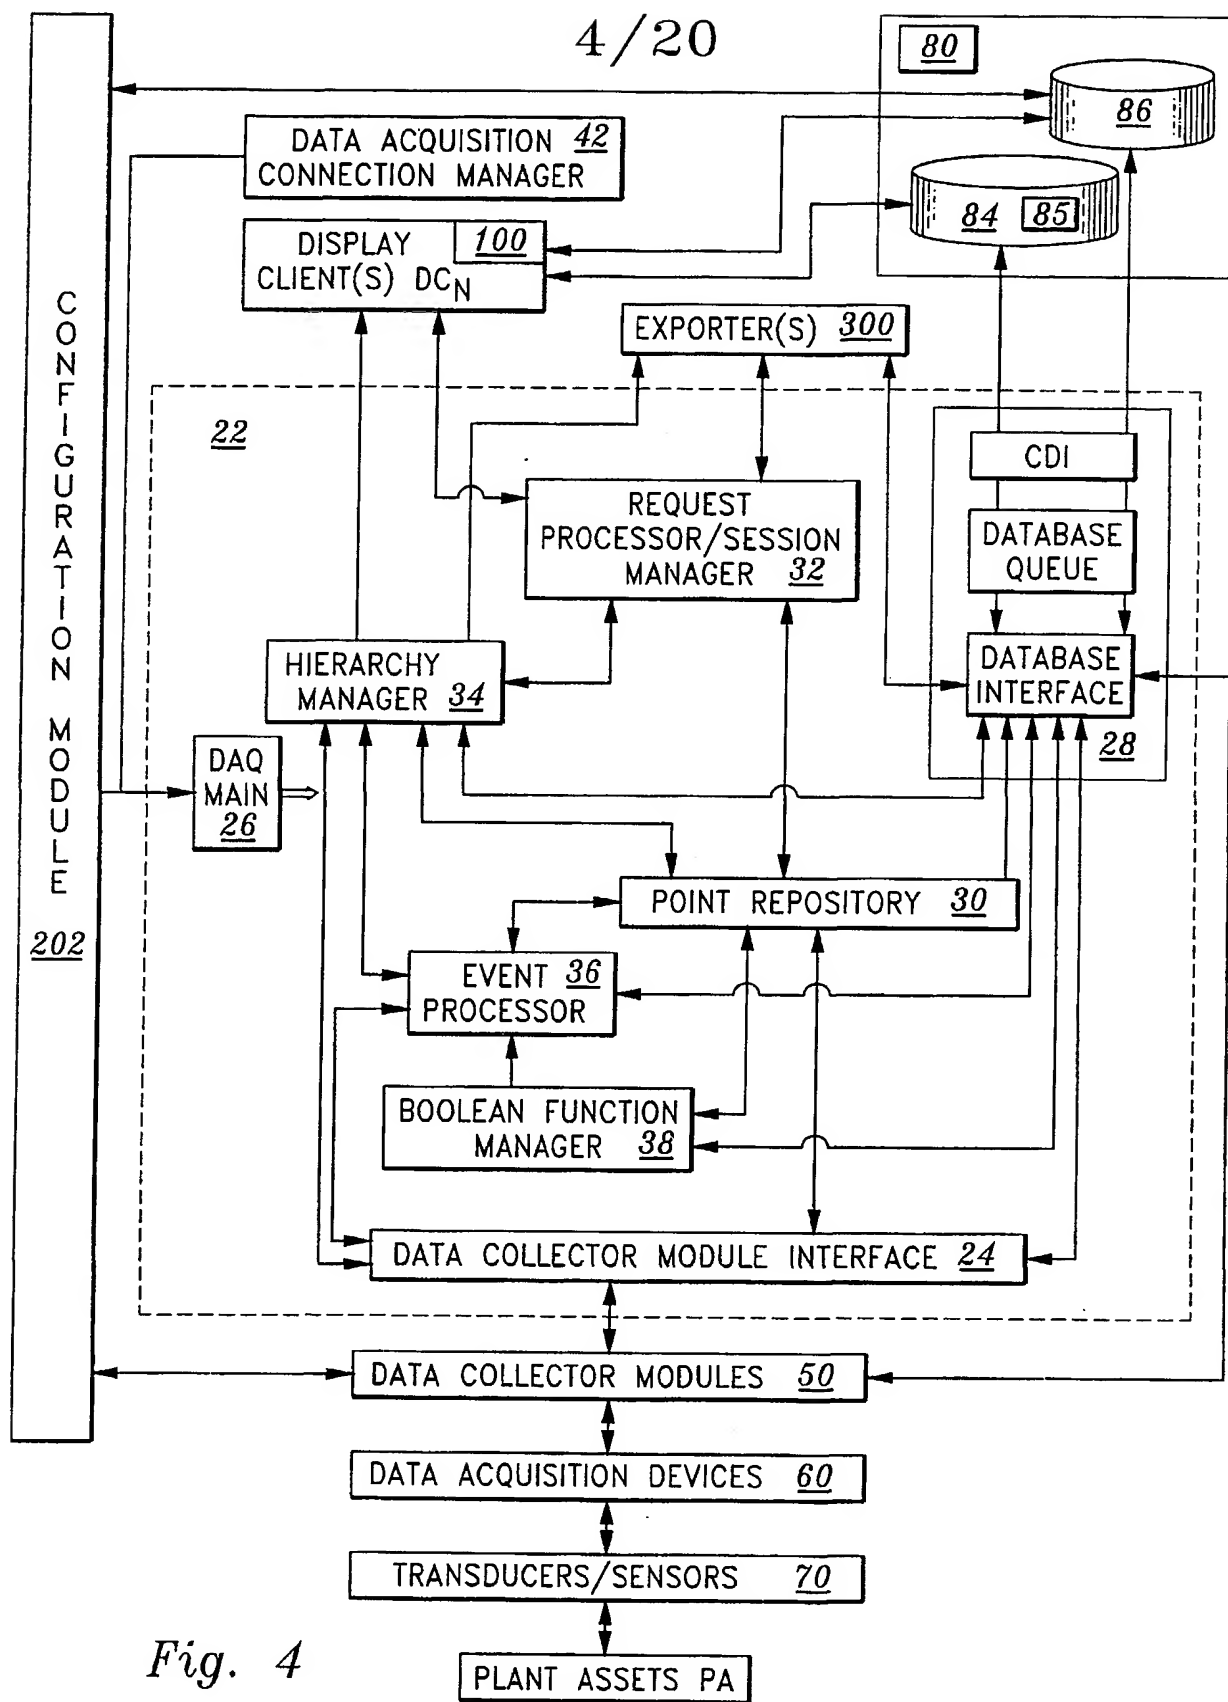 4/20
80
86
DATA ACQUISITION 42
CONNECTION MANAGER
84 85
DISPLAY 100
CLIENT(S) DCN
EXPORTER(S) 300
CONFIGURATION MODULE
202
22
CDI
REQUEST
PROCESSOR/SESSION
MANAGER 32
DATABASE
QUEUE
HIERARCHY
MANAGER 34
DATABASE
INTERFACE
28
DAQ
MAIN
26
POINT REPOSITORY 30
EVENT 36
PROCESSOR
BOOLEAN FUNCTION
MANAGER 38
DATA COLLECTOR MODULE INTERFACE 24
DATA COLLECTOR MODULES 50
DATA ACQUISITION DEVICES 60
TRANSDUCERS/SENSORS 70
PLANT ASSETS PA
Fig. 4